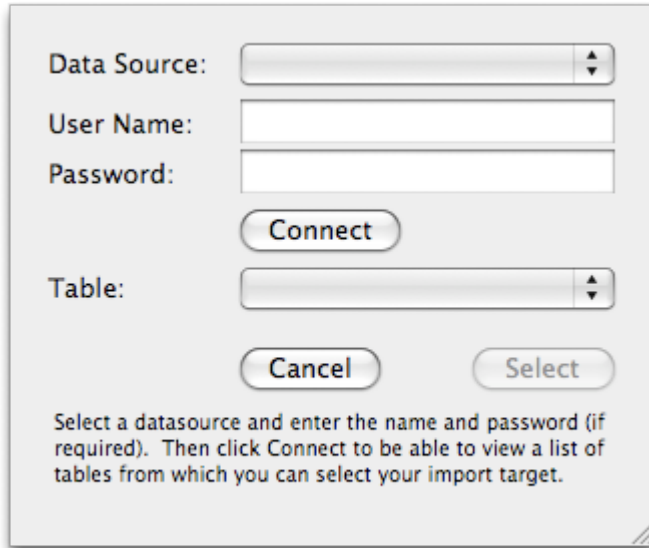 Data Source:
User Name:
Password:
Connect
Table:
Cancel Select
Select a datasource and enter the name and password (if
required).  Then click Connect to be able to view a list of
tables from which you can select your import target.